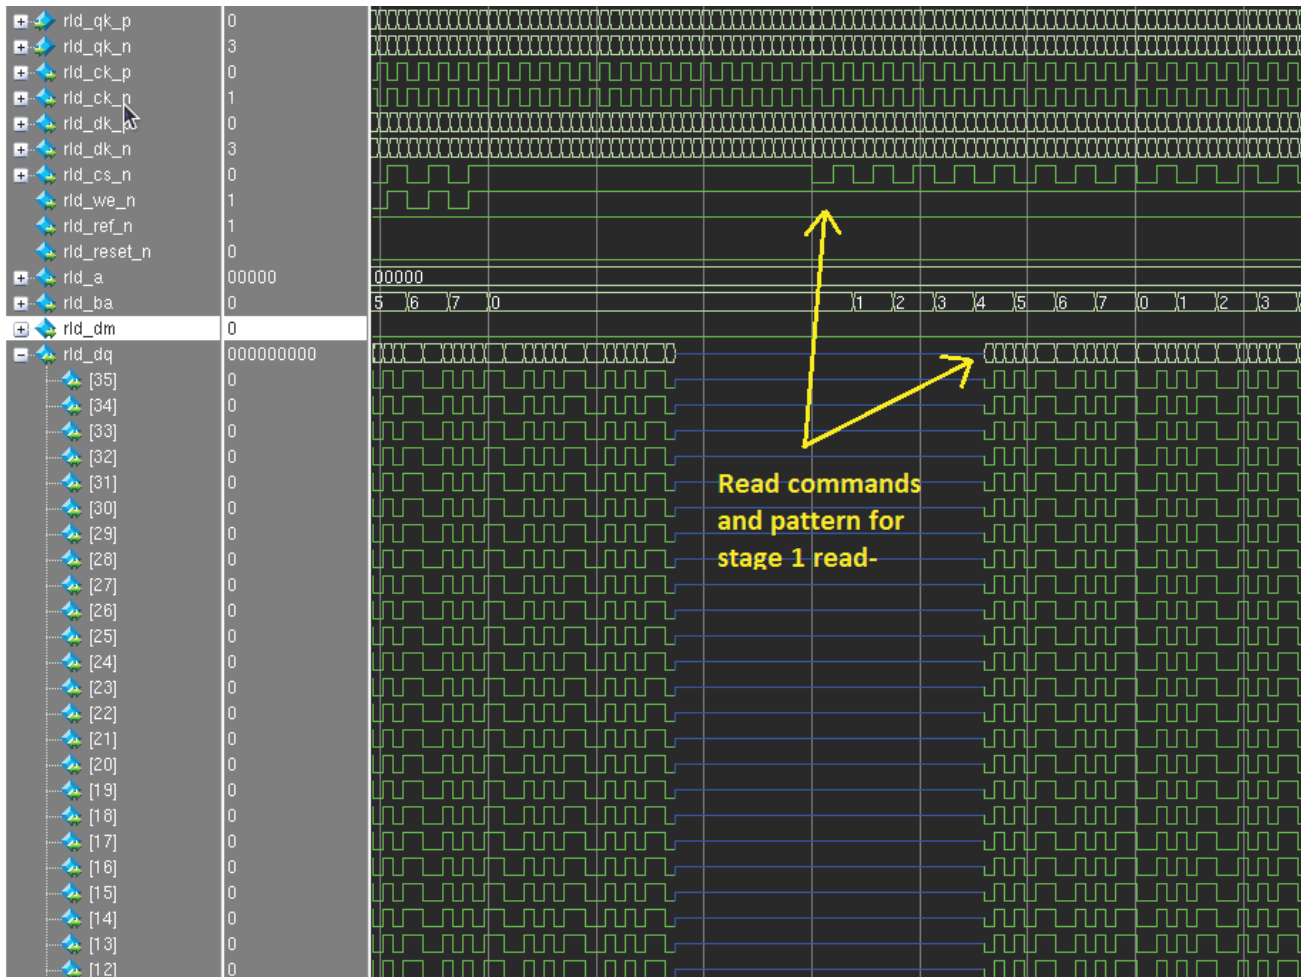 rld_qk_p 0
rld_qk_n 3
rld_ck_p 0
rld_ck_n 1
rld_dk_p 0
rld_dk_n 3
rld_cs_n 0
rld_we_n 1
rld_ref_n 1
rld_reset_n 0
rld_a 00000 00000
rld_ba 0 5 6 7 0 1 2 3 4 5 6 7 0 1 2 3
rld_dm 0
rld_dq 000000000
[35] 0
[34] 0
[33] 0
[32] 0
[31] 0
[30] 0
[29] 0
[28] 0
[27] 0
[26] 0
[25] 0
[24] 0
[23] 0
[22] 0
[21] 0
[20] 0
[19] 0
[18] 0
[17] 0
[16] 0
[15] 0
[14] 0
[13] 0
[12] 0
Read commands
and pattern for
stage 1 read-